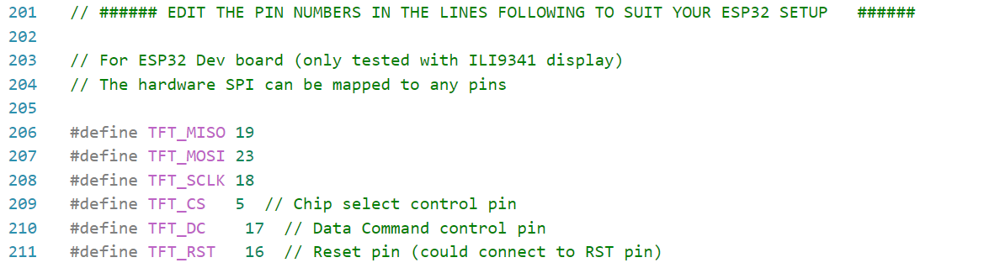 201 // ###### EDIT THE PIN NUMBERS IN THE LINES FOLLOWING TO SUIT YOUR ESP32 SETUP   ######
202
203 // For ESP32 Dev board (only tested with ILI9341 display)
204 // The hardware SPI can be mapped to any pins
205
206 #define TFT_MISO 19
207 #define TFT_MOSI 23
208 #define TFT_SCLK 18
209 #define TFT_CS   5  // Chip select control pin
210 #define TFT_DC    17  // Data Command control pin
211 #define TFT_RST   16  // Reset pin (could connect to RST pin)